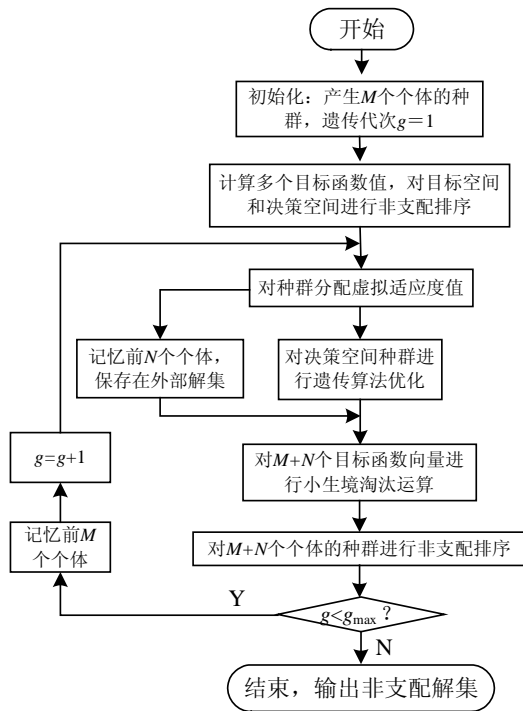 开始
初始化：产生M个个体的种
群，遗传代次g＝1
计算多个目标函数值，对目标空间
和决策空间进行非支配排序
对种群分配虚拟适应度值
记忆前N个个体，
保存在外部解集
对决策空间种群进
行遗传算法优化
g=g+1
对M+N个目标函数向量进
行小生境淘汰运算
记忆前M
个个体
对M+N个个体的种群进行非支配排序
Y
g<gmax？
N
结束，输出非支配解集